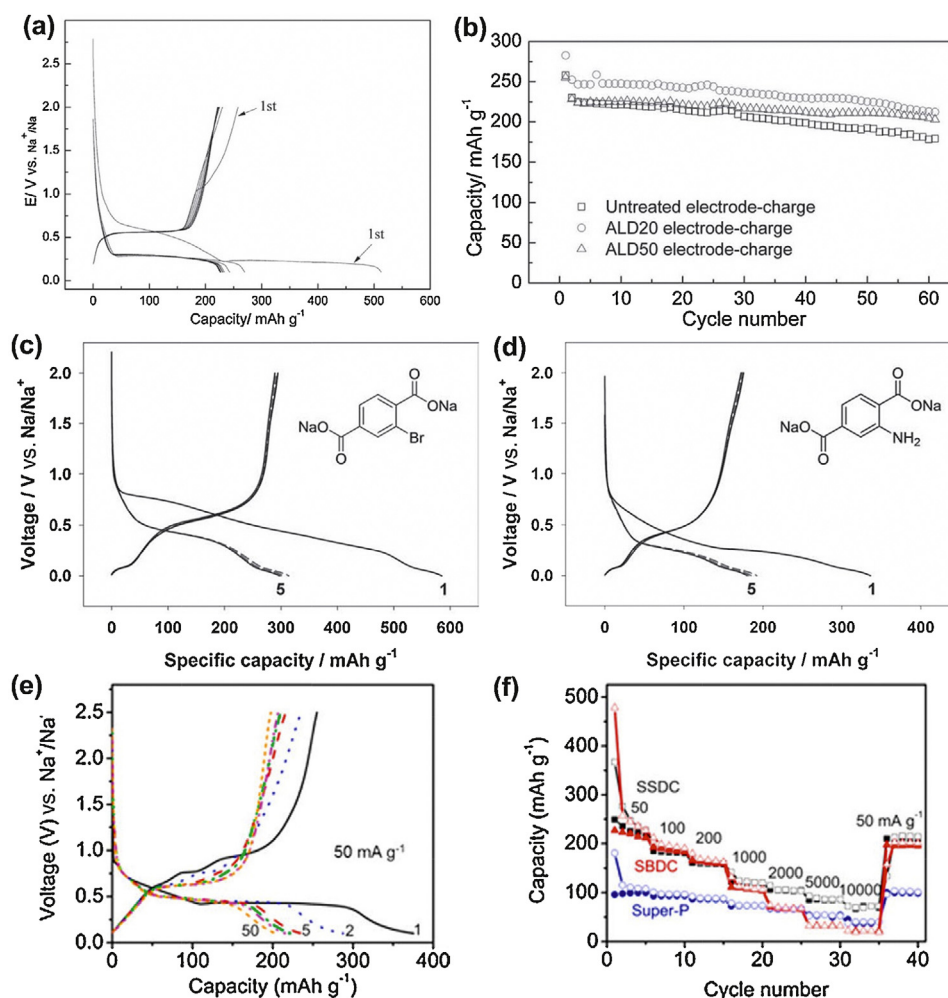 (a)
E/ V vs. Na⁺/Na
2.5
2.0
1.5
1.0
0.5
0.0
1st
1st
0 100 200 300 400 500 600
Capacity/ mAh g⁻¹
(b)
Capacity/ mAh g⁻¹
300
250
200
150
100
50
0
Untreated electrode-charge
ALD20 electrode-charge
ALD50 electrode-charge
0 10 20 30 40 50 60
Cycle number
(c)
Voltage / V vs. Na/Na⁺
2.0
1.5
1.0
0.5
0.0
O
ONa
NaO
Br
O
5
1
0 100 200 300 400 500 600
Specific capacity / mAh g⁻¹
(d)
Voltage / V vs. Na/Na⁺
2.0
1.5
1.0
0.5
0.0
O
ONa
NaO
NH₂
O
5
1
0 100 200 300 400
Specific capacity / mAh g⁻¹
(e)
Voltage (V) vs. Na⁺/Na
2.5
2.0
1.5
1.0
0.5
0.0
50 mA g⁻¹
50 5 2 1
0 100 200 300 400
Capacity (mAh g⁻¹)
(f)
Capacity (mAh g⁻¹)
500
400
300
200
100
0
SSDC
50
100
200
1000
2000
5000
10000
50 mA g⁻¹
SBDC
Super-P
0 10 20 30 40
Cycle number